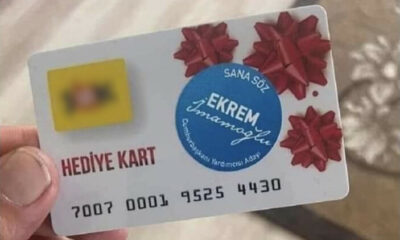 SANA SÖZ
EKREM
İmamoğlu
Cumhurbaşkanı Yardımcısı Adayı
HEDİYE KART
7007 0001 9525 4430